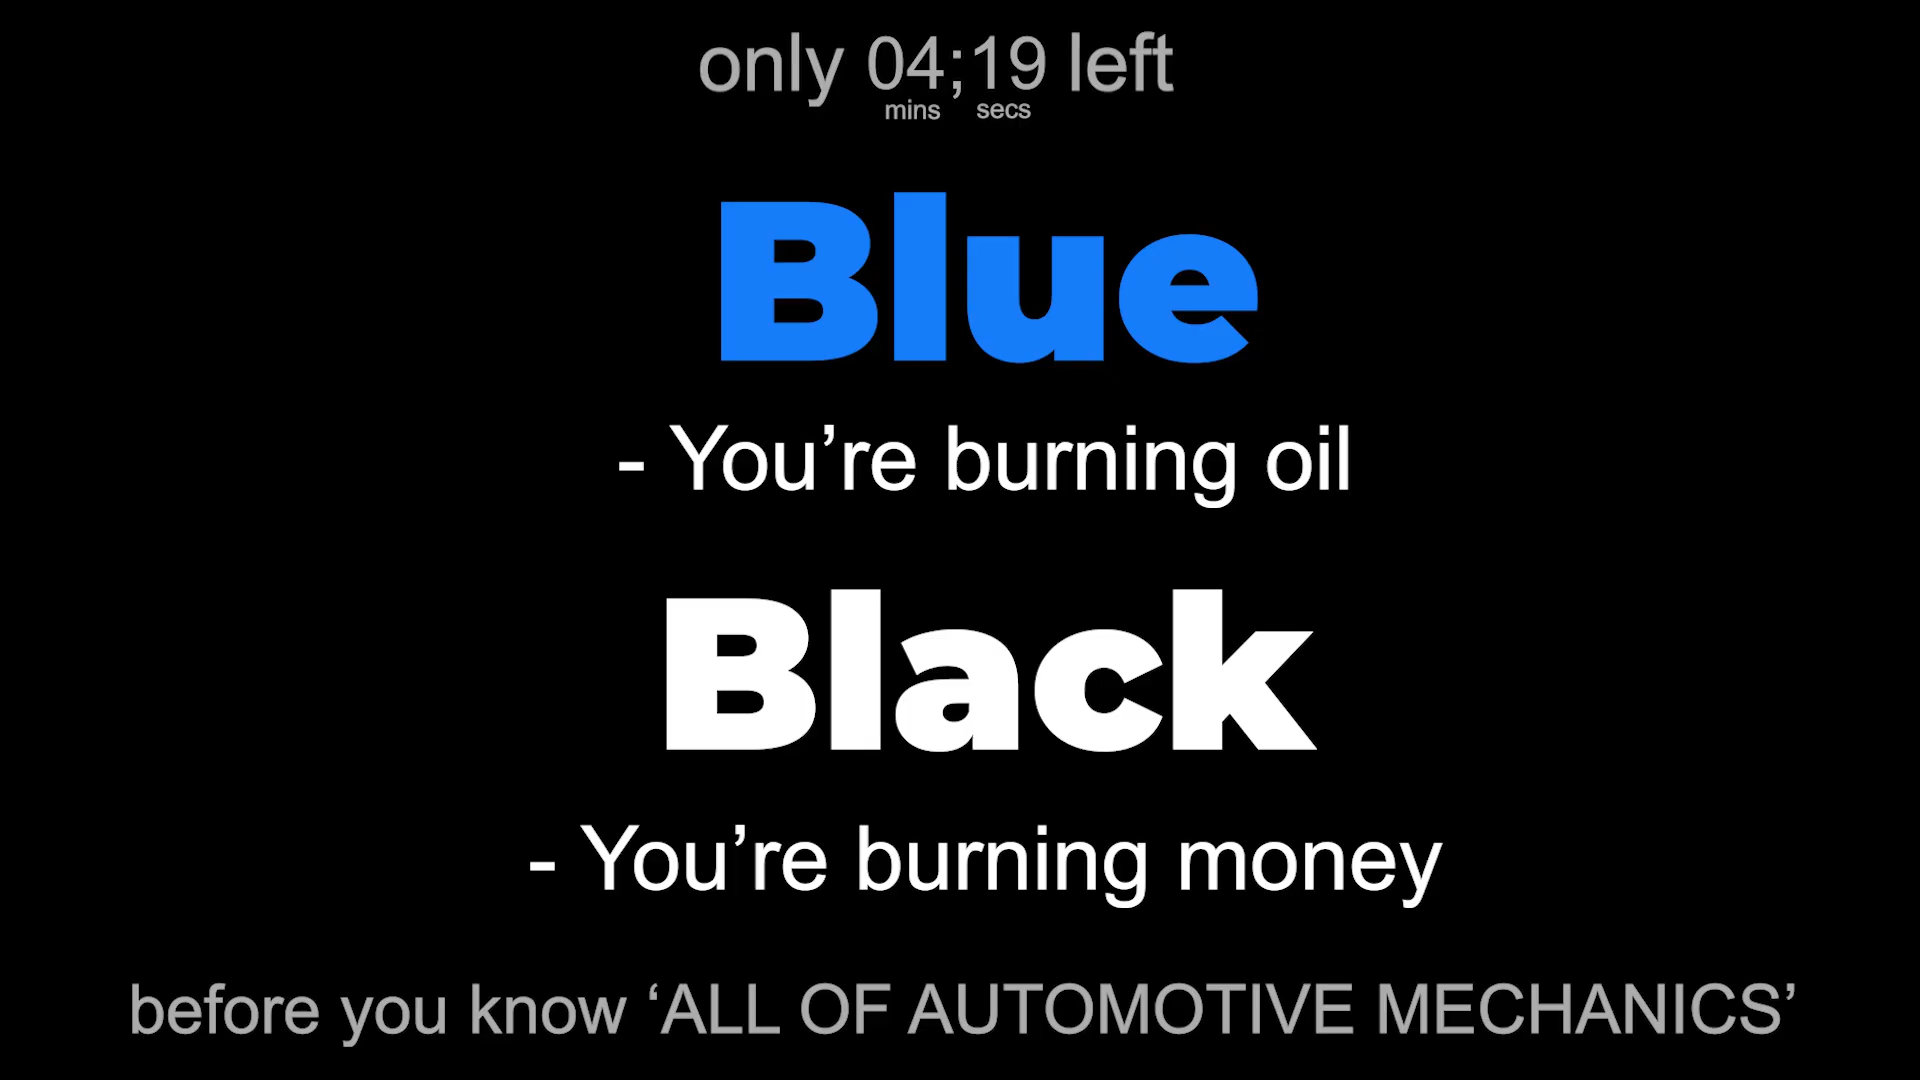 only 04;19 left
mins secs
Blue
- You’re burning oil
Black
- You’re burning money
before you know ‘ALL OF AUTOMOTIVE MECHANICS’